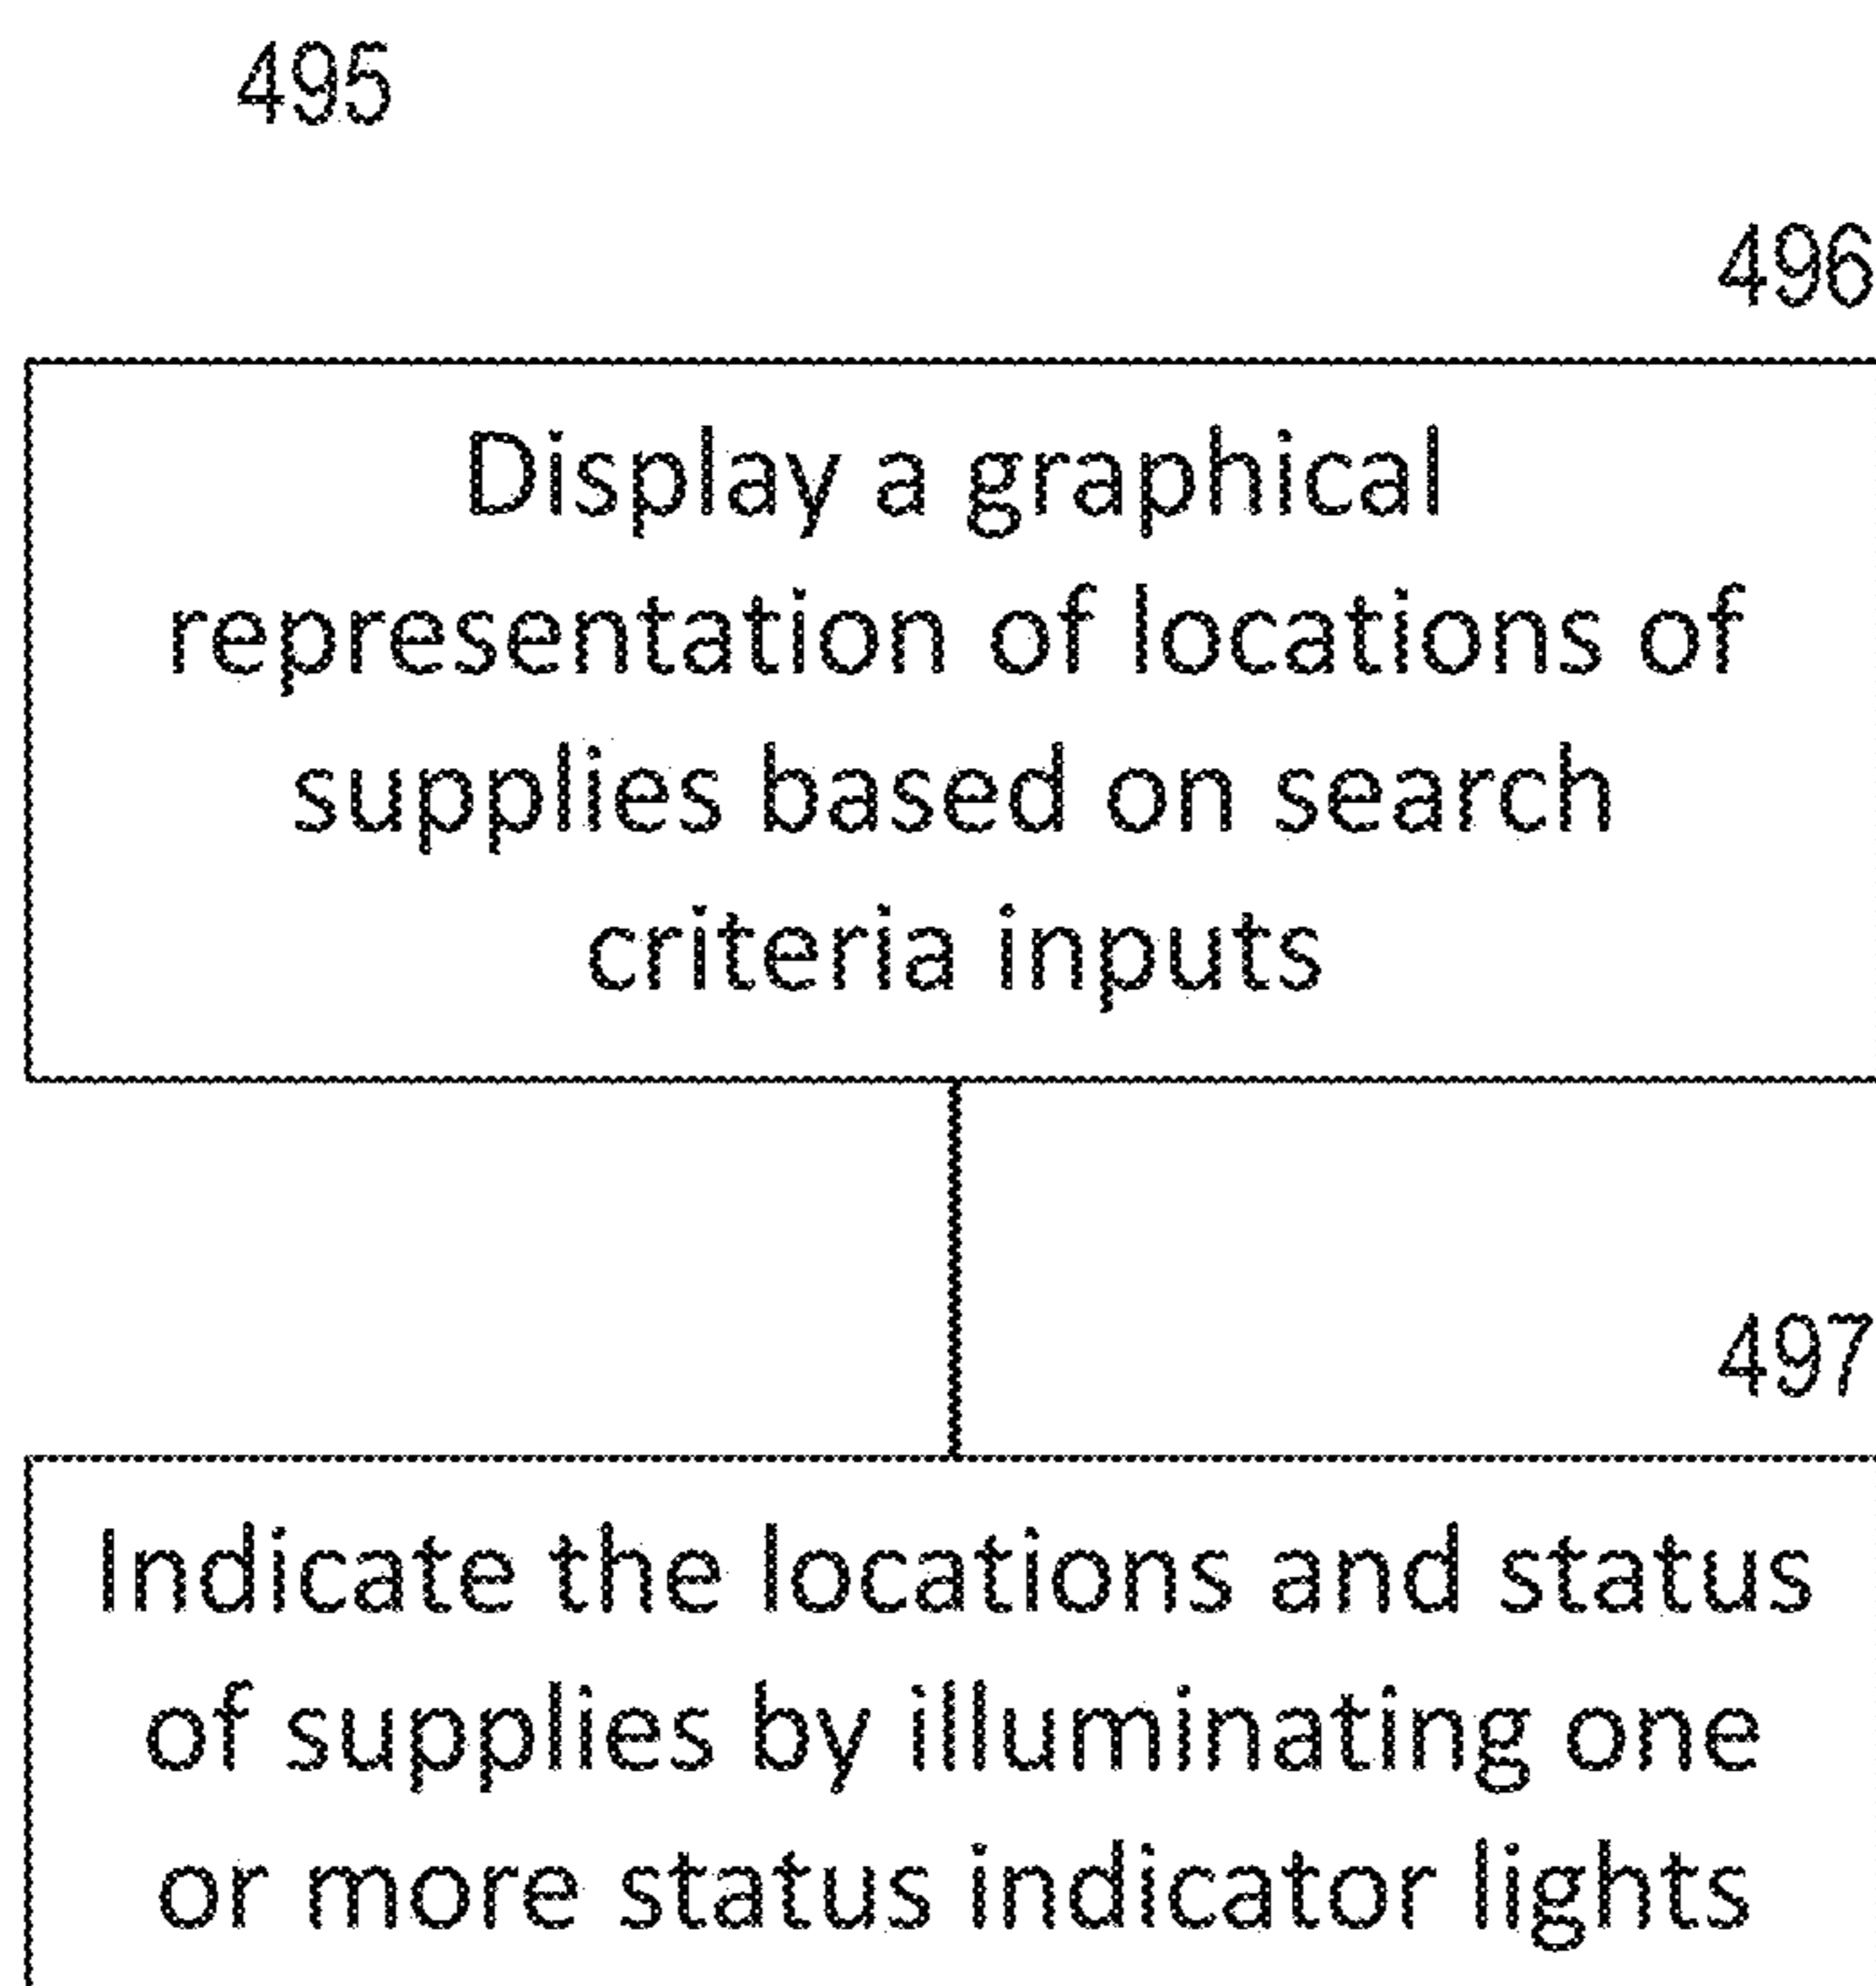 495
496
Display a graphical
representation of locations of
supplies based on search
criteria inputs
497
Indicate the locations and status
of supplies by illuminating one
or more status indicator lights